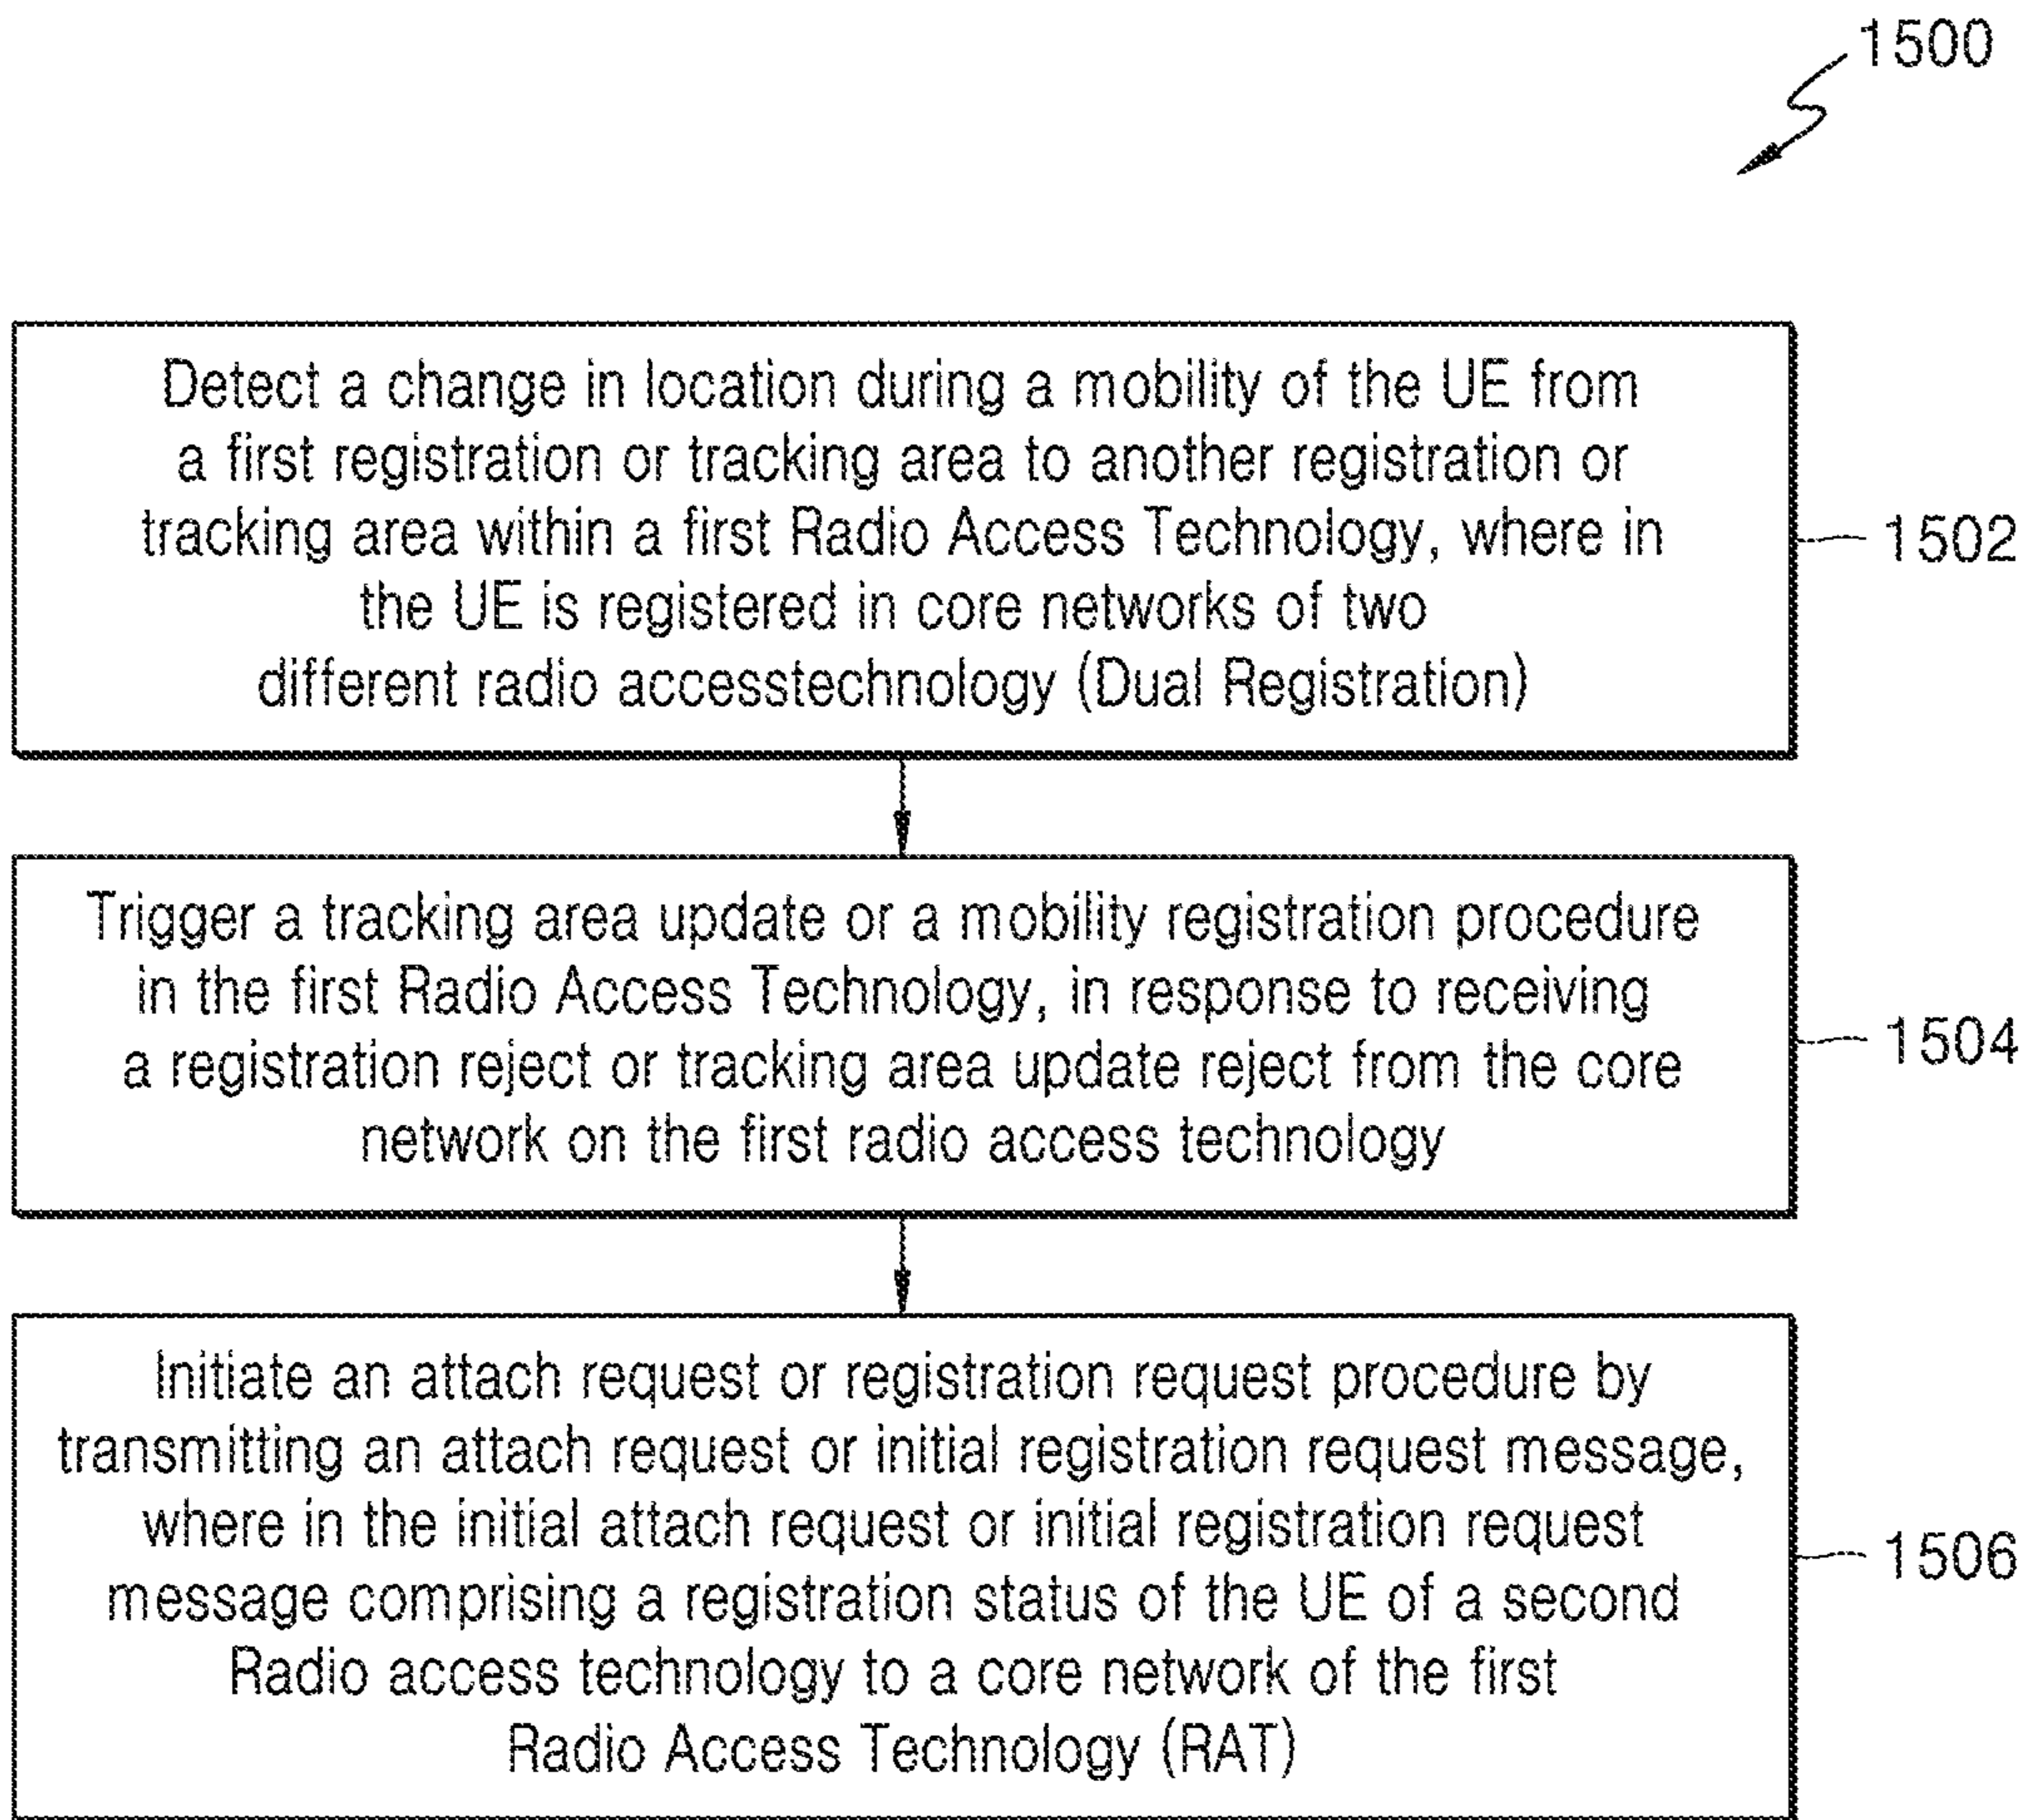 1500
Detect a change in location during a mobility of the UE from
a first registration or tracking area to another registration or
tracking area within a first Radio Access Technology, where in
the UE is registered in core networks of two
different radio accesstechnology (Dual Registration)
1502
Trigger a tracking area update or a mobility registration procedure
in the first Radio Access Technology, in response to receiving
a registration reject or tracking area update reject from the core
network on the first radio access technology
1504
Initiate an attach request or registration request procedure by
transmitting an attach request or initial registration request message,
where in the initial attach request or initial registration request
message comprising a registration status of the UE of a second
Radio access technology to a core network of the first
Radio Access Technology (RAT)
1506